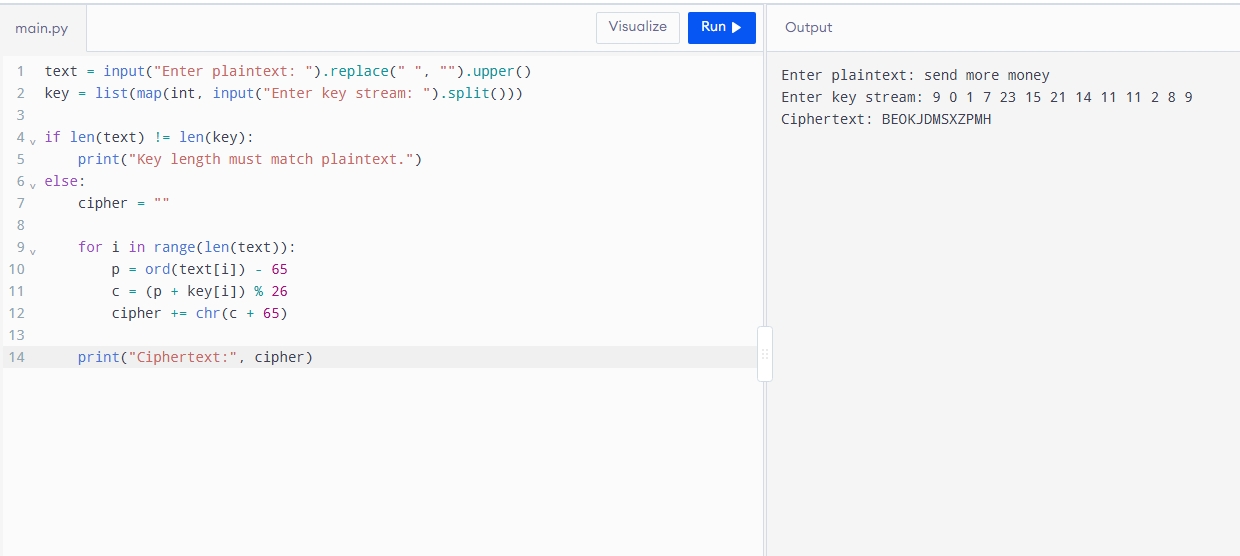 main.py
Visualize
Run
Output
1 text = input("Enter plaintext: ").replace(" ", "").upper()
2 key = list(map(int, input("Enter key stream: ").split()))
3
4 if len(text) != len(key):
5     print("Key length must match plaintext.")
6 else:
7     cipher = ""
8
9     for i in range(len(text)):
10         p = ord(text[i]) - 65
11         c = (p + key[i]) % 26
12         cipher += chr(c + 65)
13
14     print("Ciphertext:", cipher)
Enter plaintext: send more money
Enter key stream: 9 0 1 7 23 15 21 14 11 11 2 8 9
Ciphertext: BEOKJDMSXZPMH